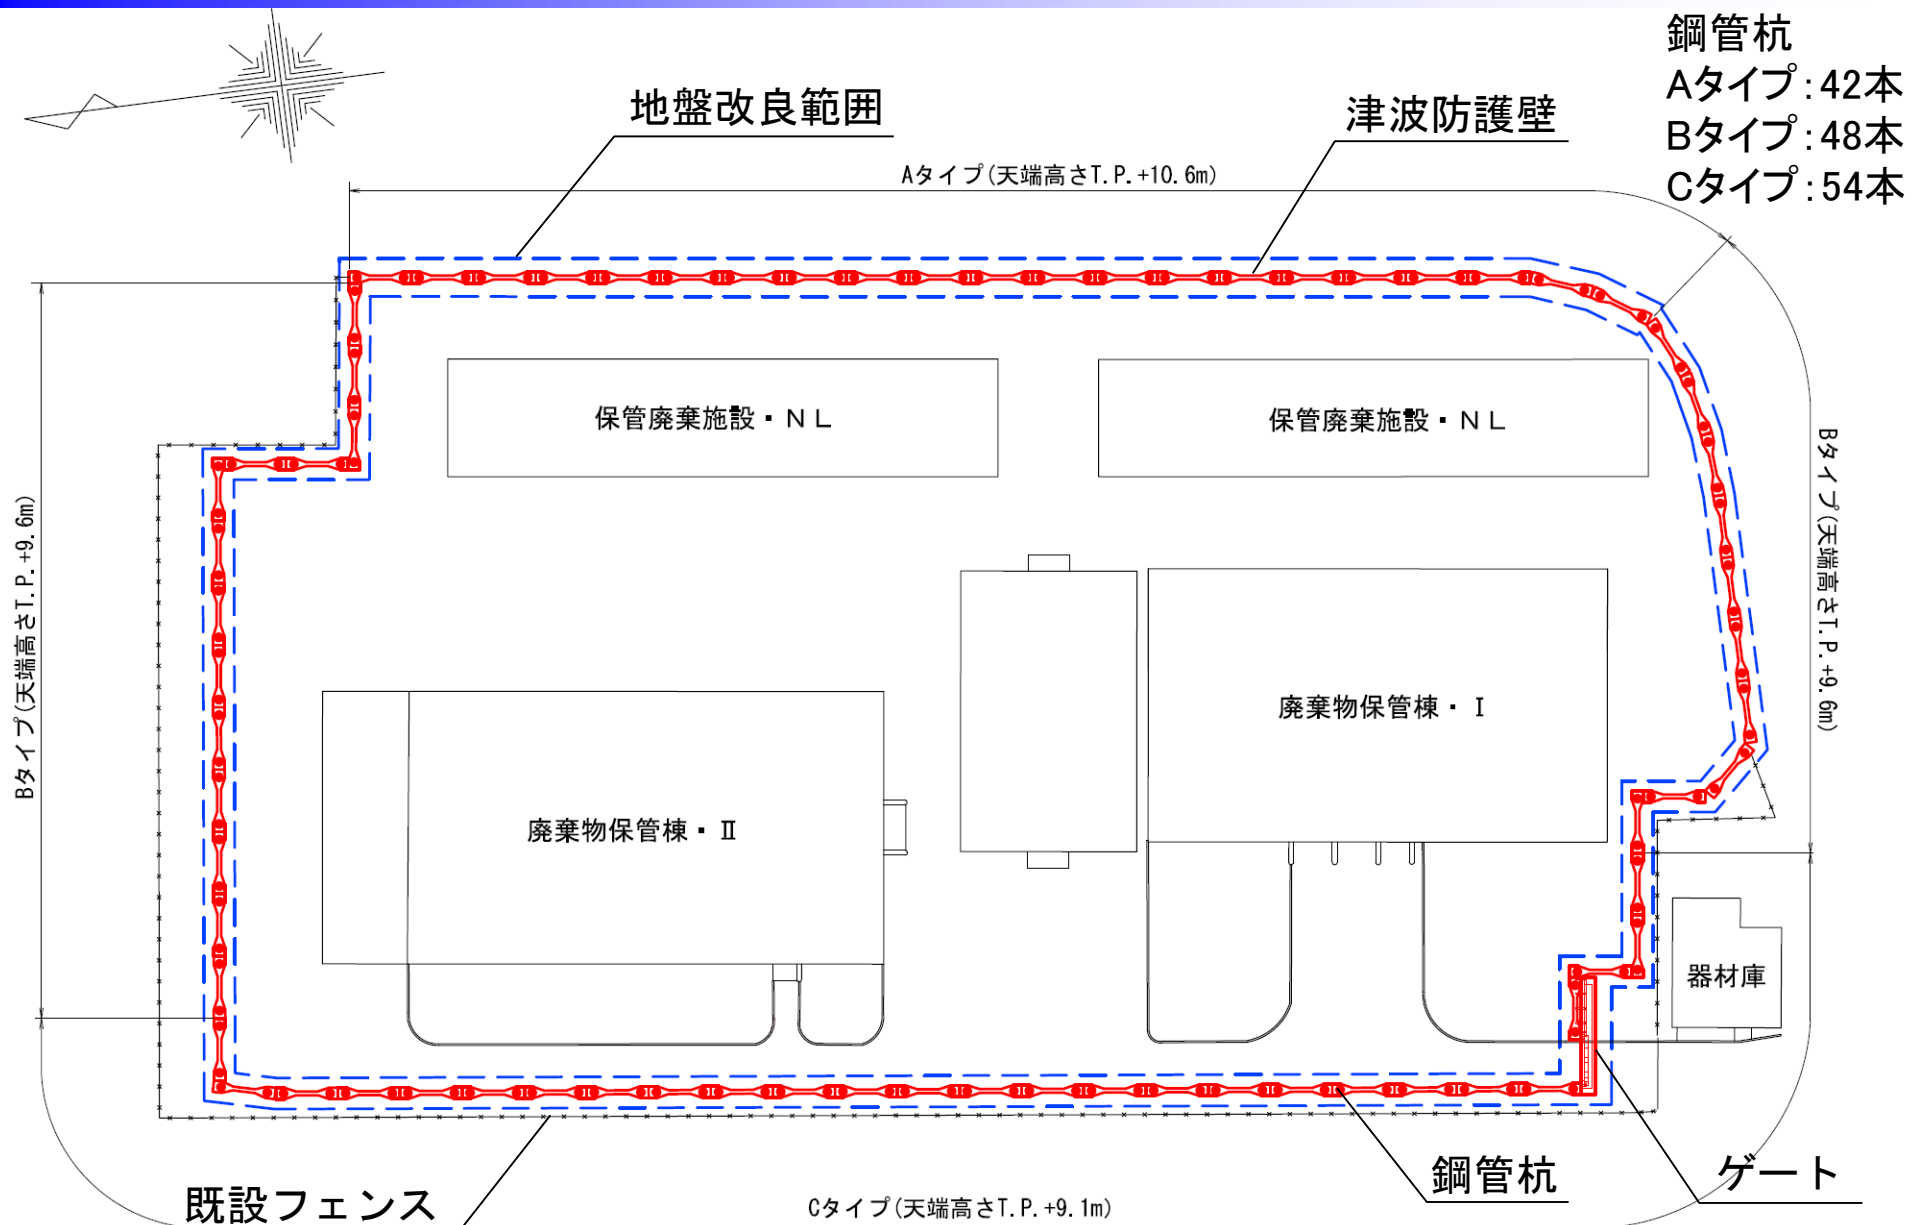 鋼管杭
Aタイプ:42本
Bタイプ:48本
Cタイプ:54本
地盤改良範囲
津波防護壁
Aタイプ(天端高さT.P.+10.6m)
保管廃棄施設・NL
保管廃棄施設・NL
Bタイプ(天端高さT.P.+9.6m)
Bタイプ(天端高さT.P.+9.6m)
廃棄物保管棟・Ⅰ
廃棄物保管棟・Ⅱ
器材庫
鋼管杭
ゲート
既設フェンス
Cタイプ(天端高さT.P.+9.1m)